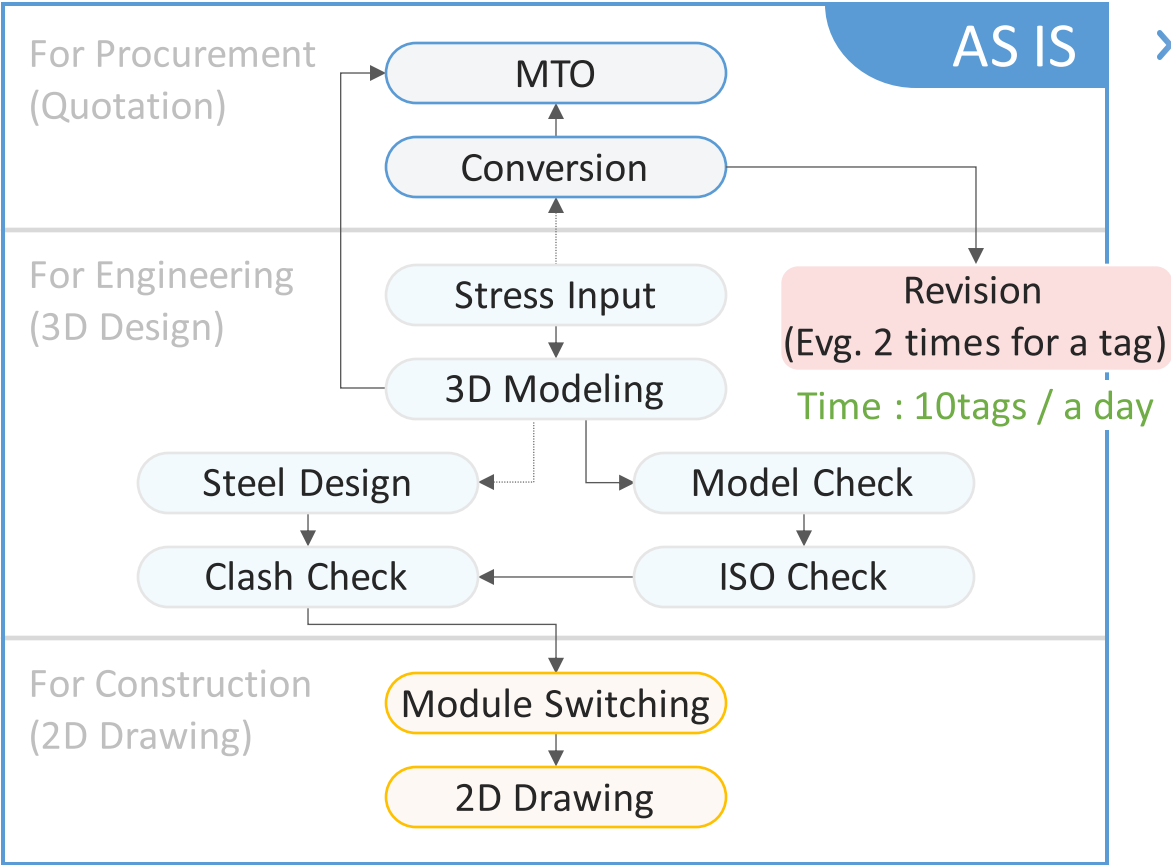 For Procurement
(Quotation)
AS IS
MTO
Conversion
For Engineering
(3D Design)
Stress Input
Revision
(Evg. 2 times for a tag)
3D Modeling
Time : 10tags / a day
Steel Design
Model Check
Clash Check
ISO Check
For Construction
(2D Drawing)
Module Switching
2D Drawing